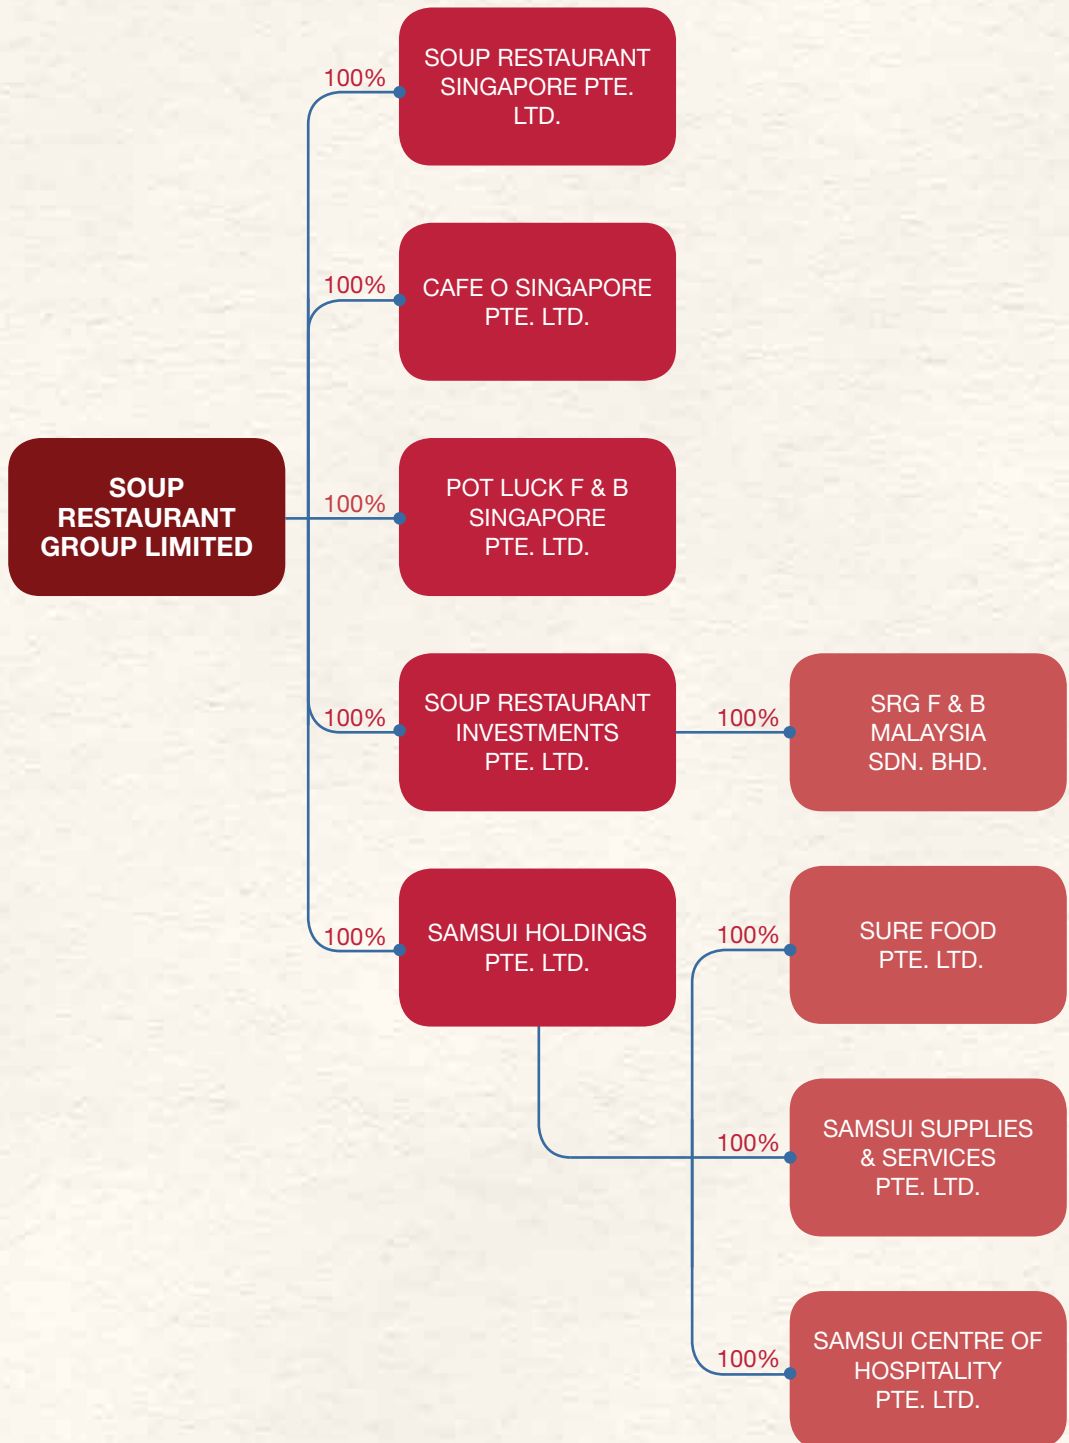 100%
SOUP RESTAURANT
SINGAPORE PTE.
LTD.
100%
CAFE O SINGAPORE
PTE. LTD.
SOUP
RESTAURANT
GROUP LIMITED
100%
POT LUCK F & B
SINGAPORE
PTE. LTD.
100%
SOUP RESTAURANT
INVESTMENTS
PTE. LTD.
100%
SRG F & B
MALAYSIA
SDN. BHD.
100%
SAMSUI HOLDINGS
PTE. LTD.
100%
SURE FOOD
PTE. LTD.
100%
SAMSUI SUPPLIES
& SERVICES
PTE. LTD.
100%
SAMSUI CENTRE OF
HOSPITALITY
PTE. LTD.